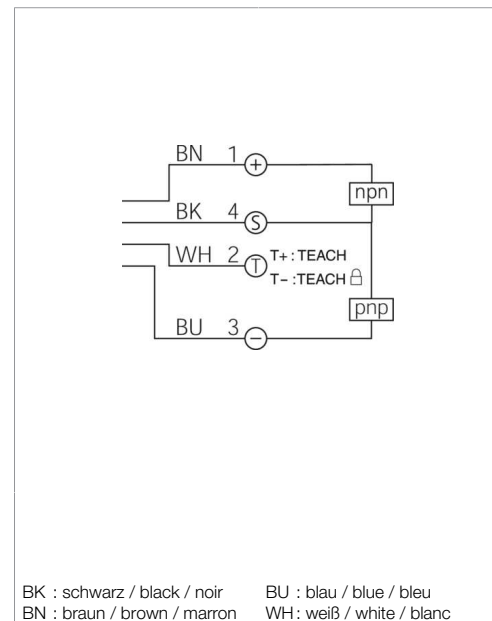 BN 1 +
npn
BK 4 S
WH 2 T T+ : TEACH
T- : TEACH
pnp
BU 3 -
BK : schwarz / black / noir BU : blau / blue / bleu
BN : braun / brown / marron WH : weiß / white / blanc